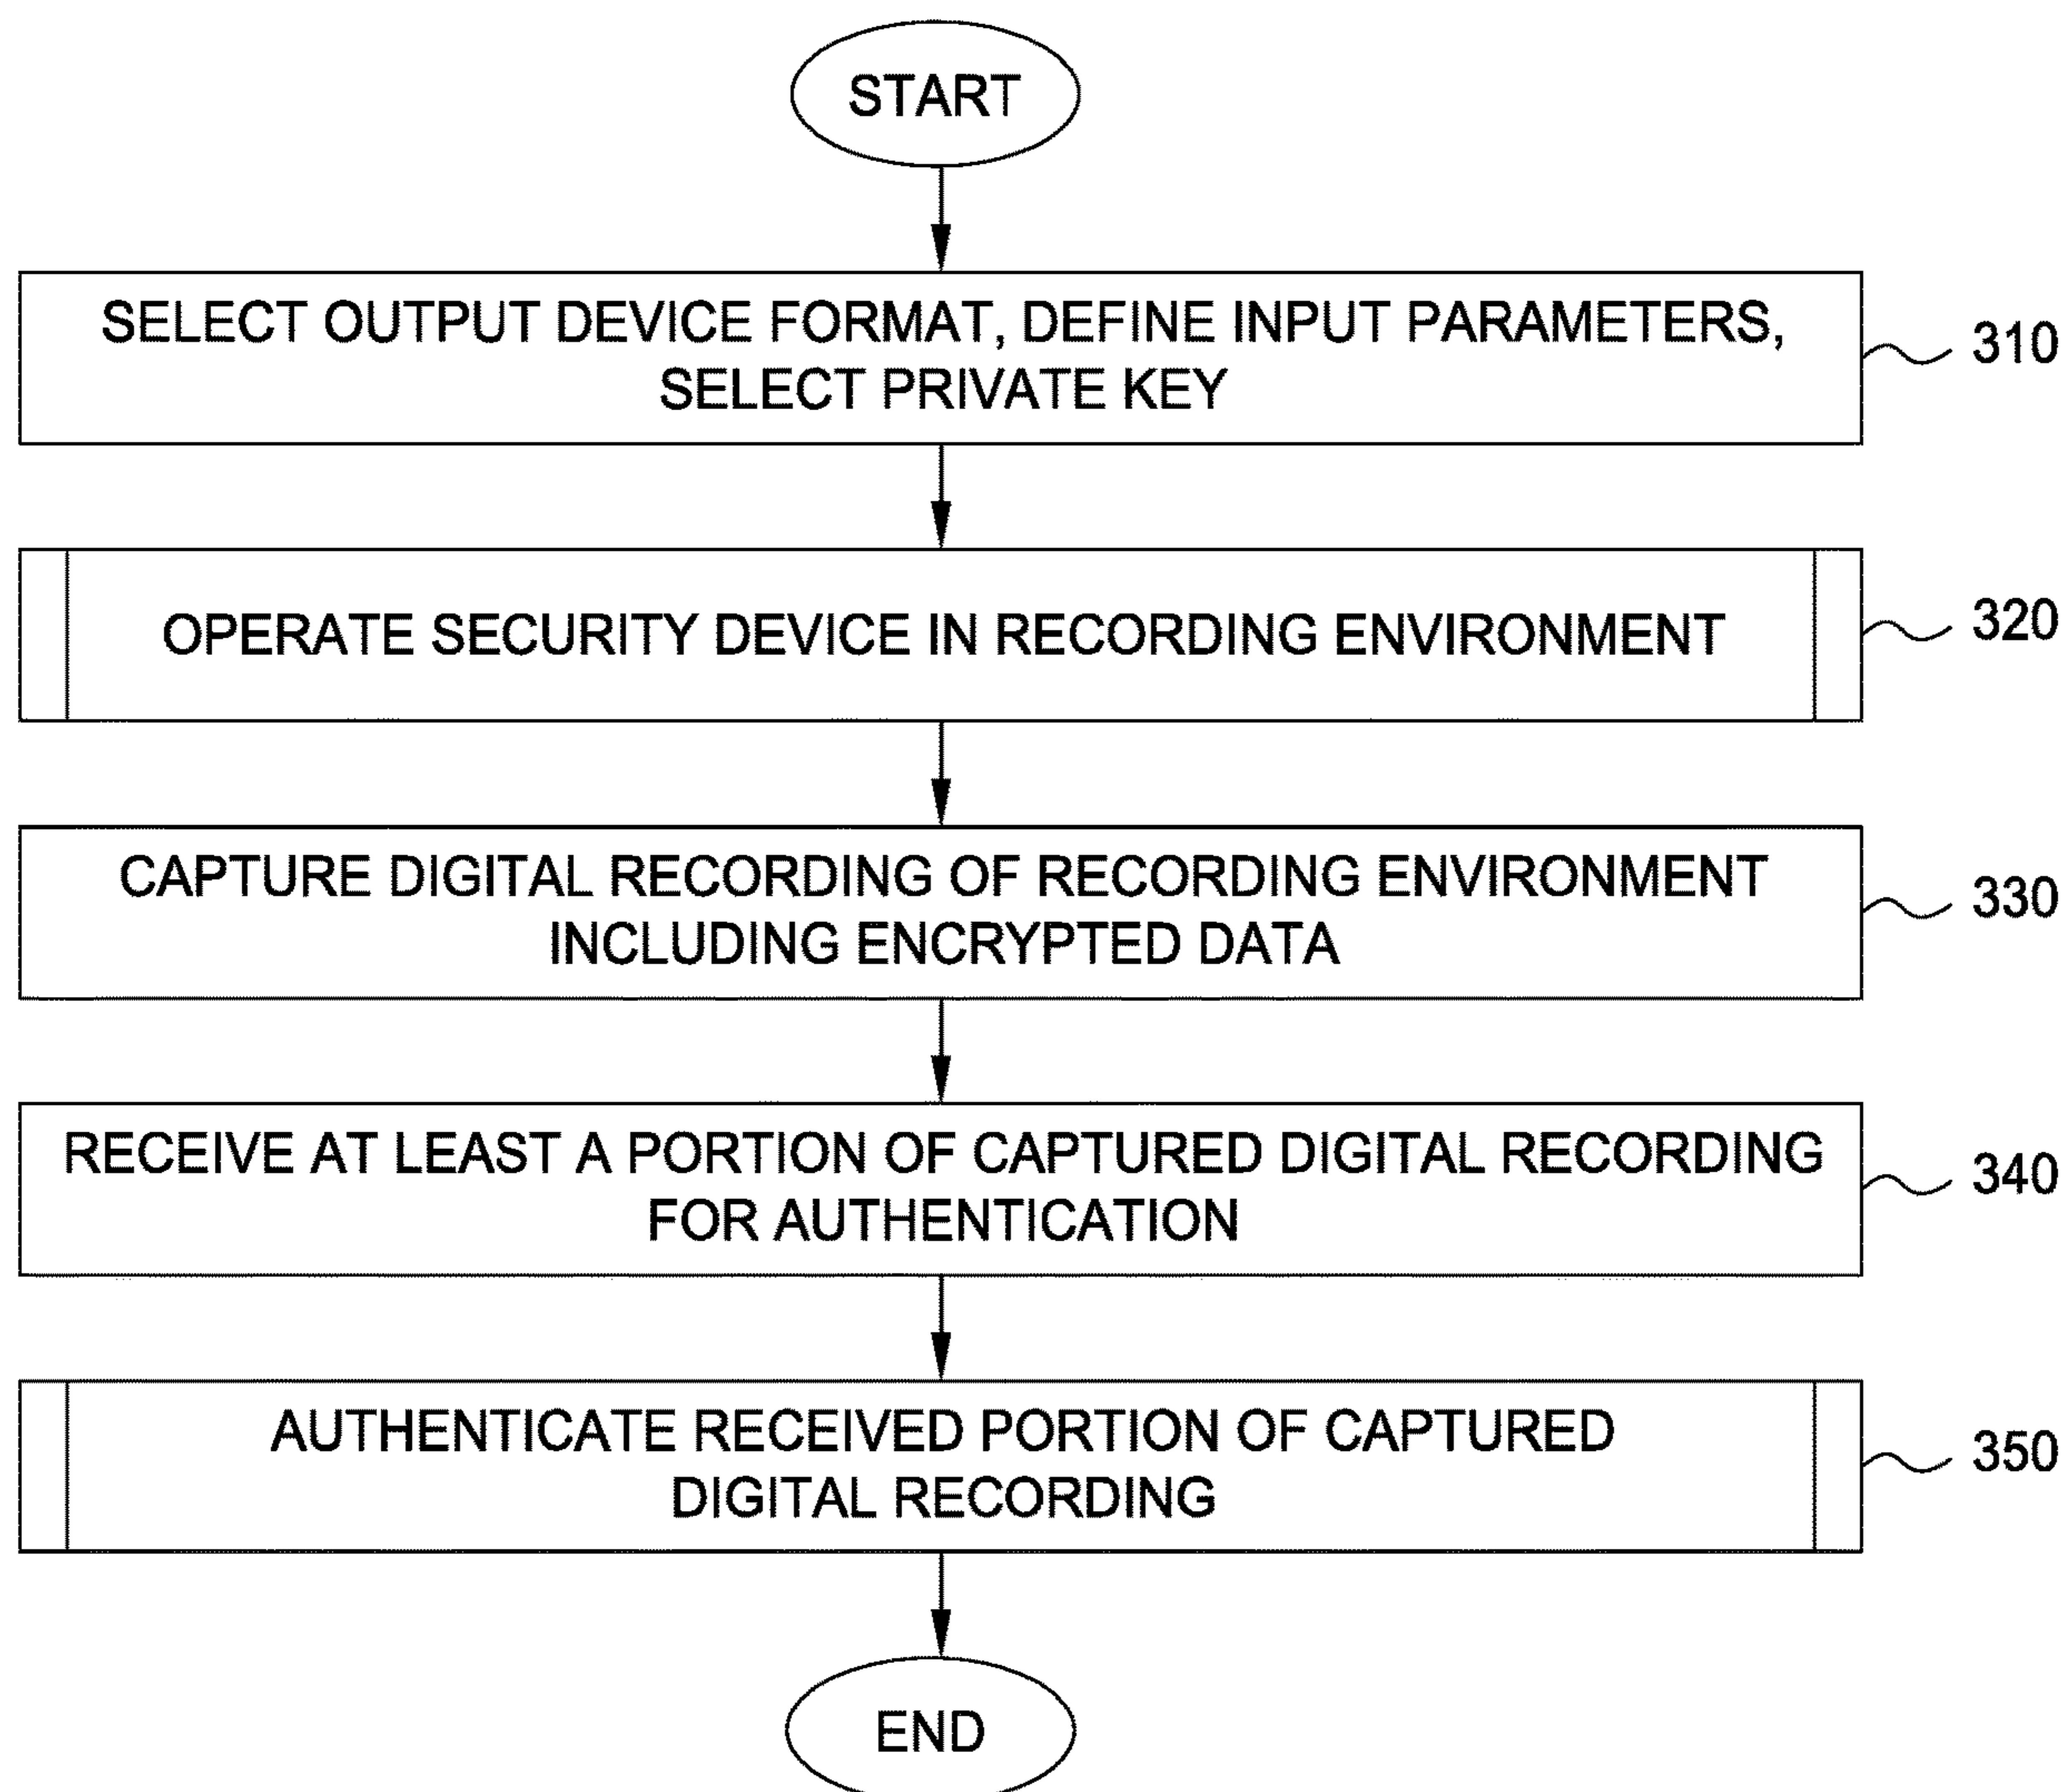 START
SELECT OUTPUT DEVICE FORMAT, DEFINE INPUT PARAMETERS,
SELECT PRIVATE KEY
310
OPERATE SECURITY DEVICE IN RECORDING ENVIRONMENT
320
CAPTURE DIGITAL RECORDING OF RECORDING ENVIRONMENT
INCLUDING ENCRYPTED DATA
330
RECEIVE AT LEAST A PORTION OF CAPTURED DIGITAL RECORDING
FOR AUTHENTICATION
340
AUTHENTICATE RECEIVED PORTION OF CAPTURED
DIGITAL RECORDING
350
END